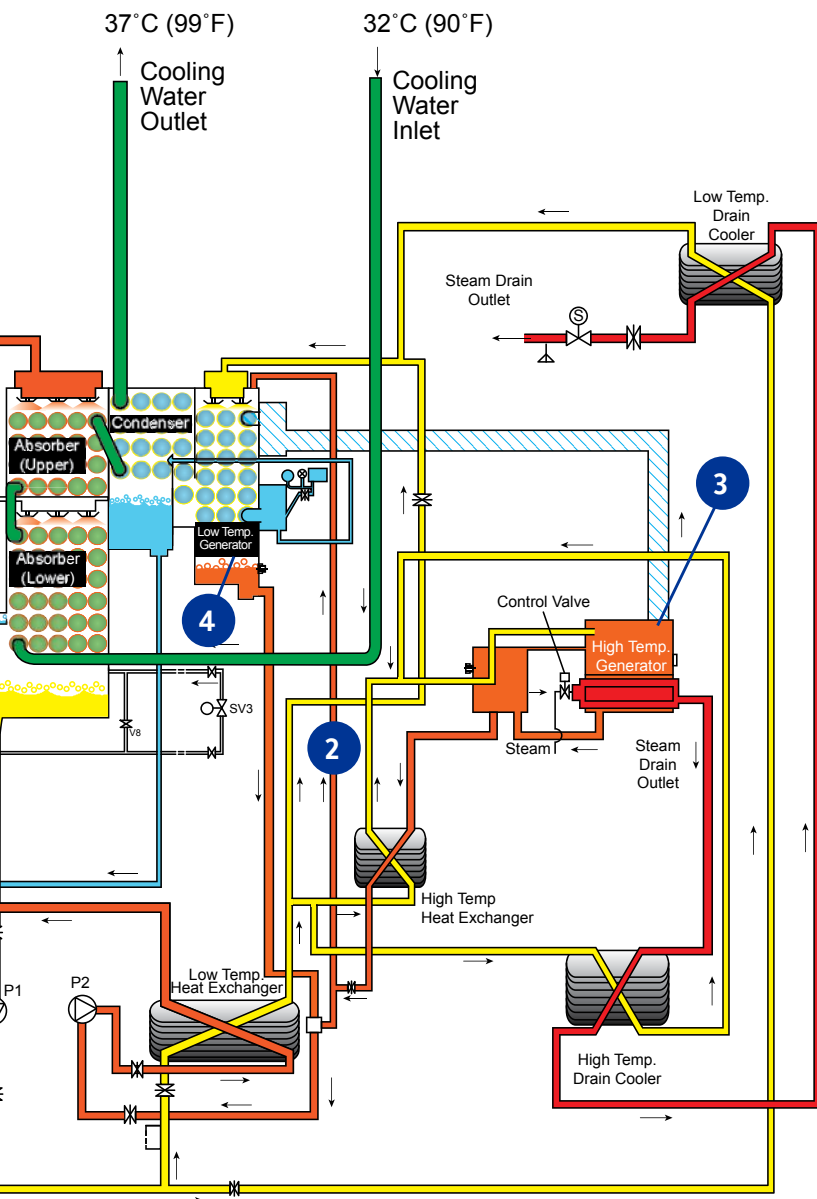 37˚C (99˚F)
32˚C (90˚F)
Cooling
Water
Outlet
Cooling
Water
Inlet
Low Temp.
Drain
Cooler
Steam Drain
Outlet
S
Condenser
Absorber
(Upper)
3
Low Temp.
Generator
Absorber
(Lower)
Control Valve
4
High Temp.
Generator
SV3
V8
2
Steam
Steam
Drain
Outlet
High Temp
Heat Exchanger
Low Temp.
Heat Exchanger
P1
P2
High Temp.
Drain Cooler